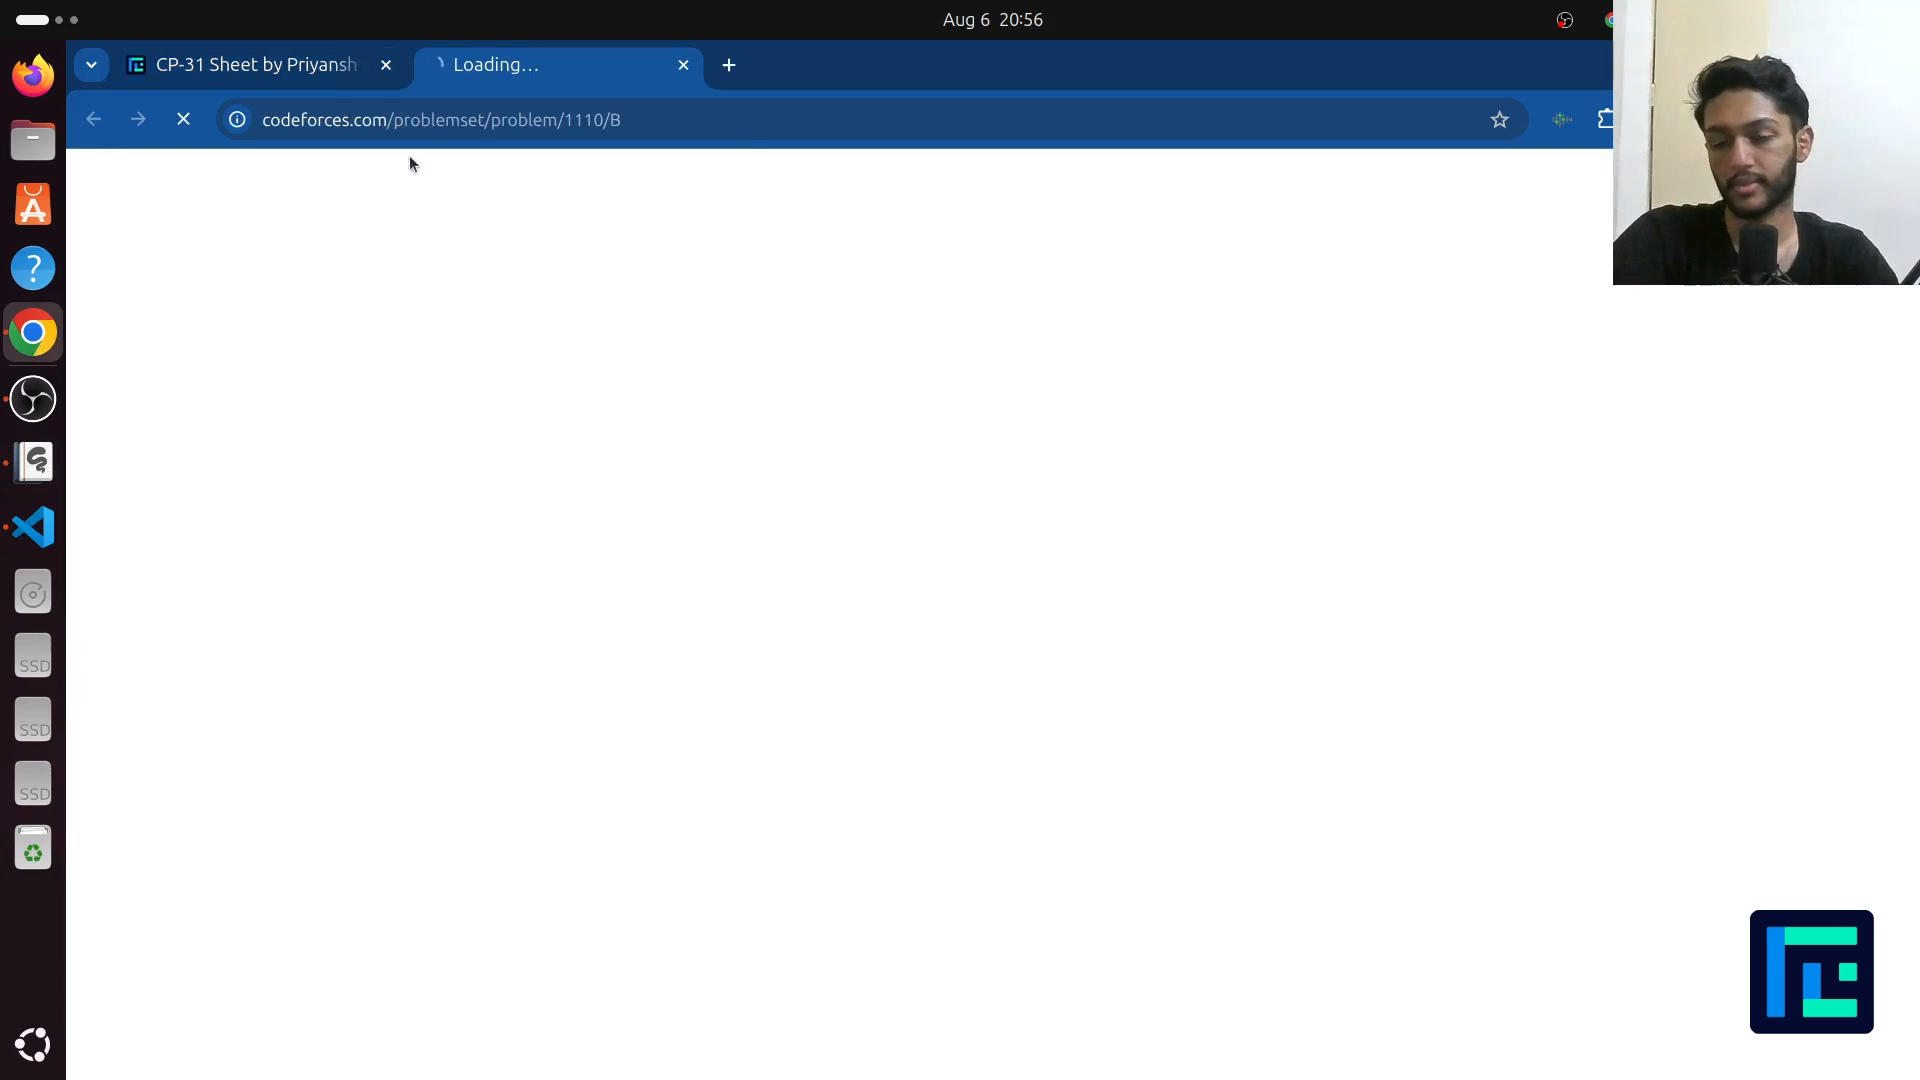 Aug 6 20:56
CP-31 Sheet by Priyansh
Loading...
codeforces.com/problemset/problem/1110/B
SSD
SSD
SSD